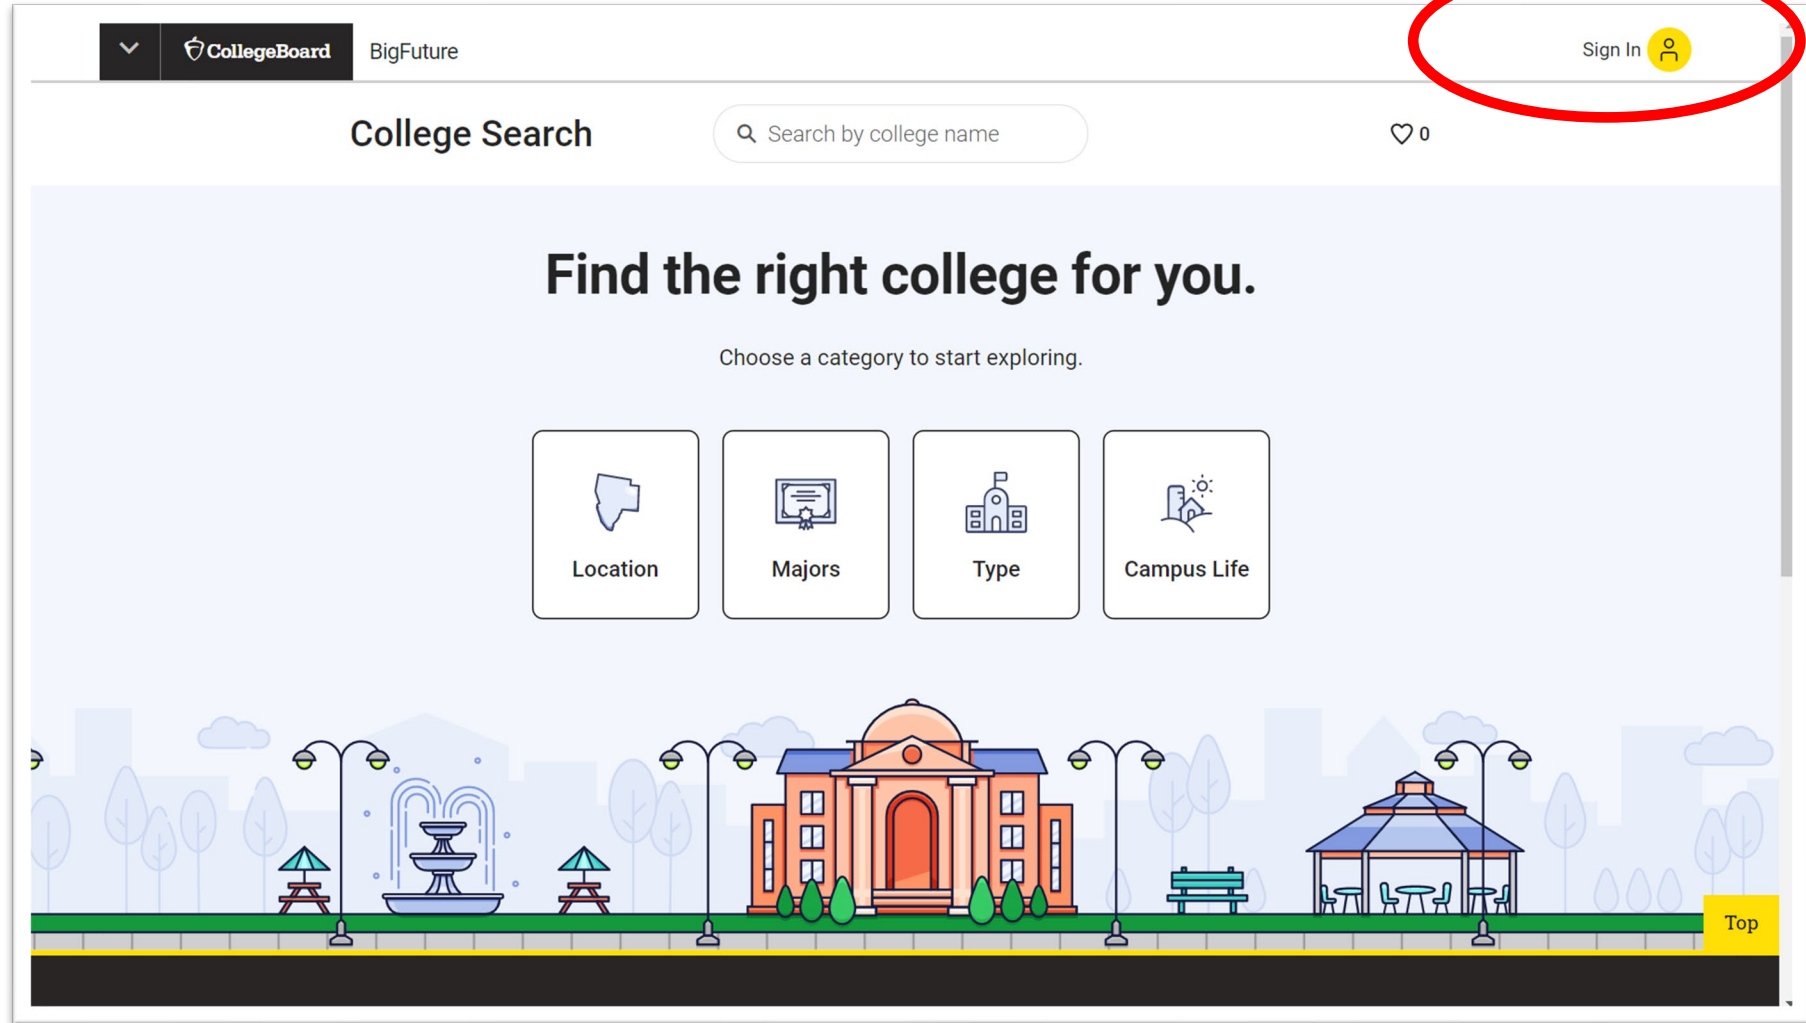 CollegeBoard BigFuture Sign In
College Search Search by college name 0
Find the right college for you.
Choose a category to start exploring.
Location Majors Type Campus Life
Top